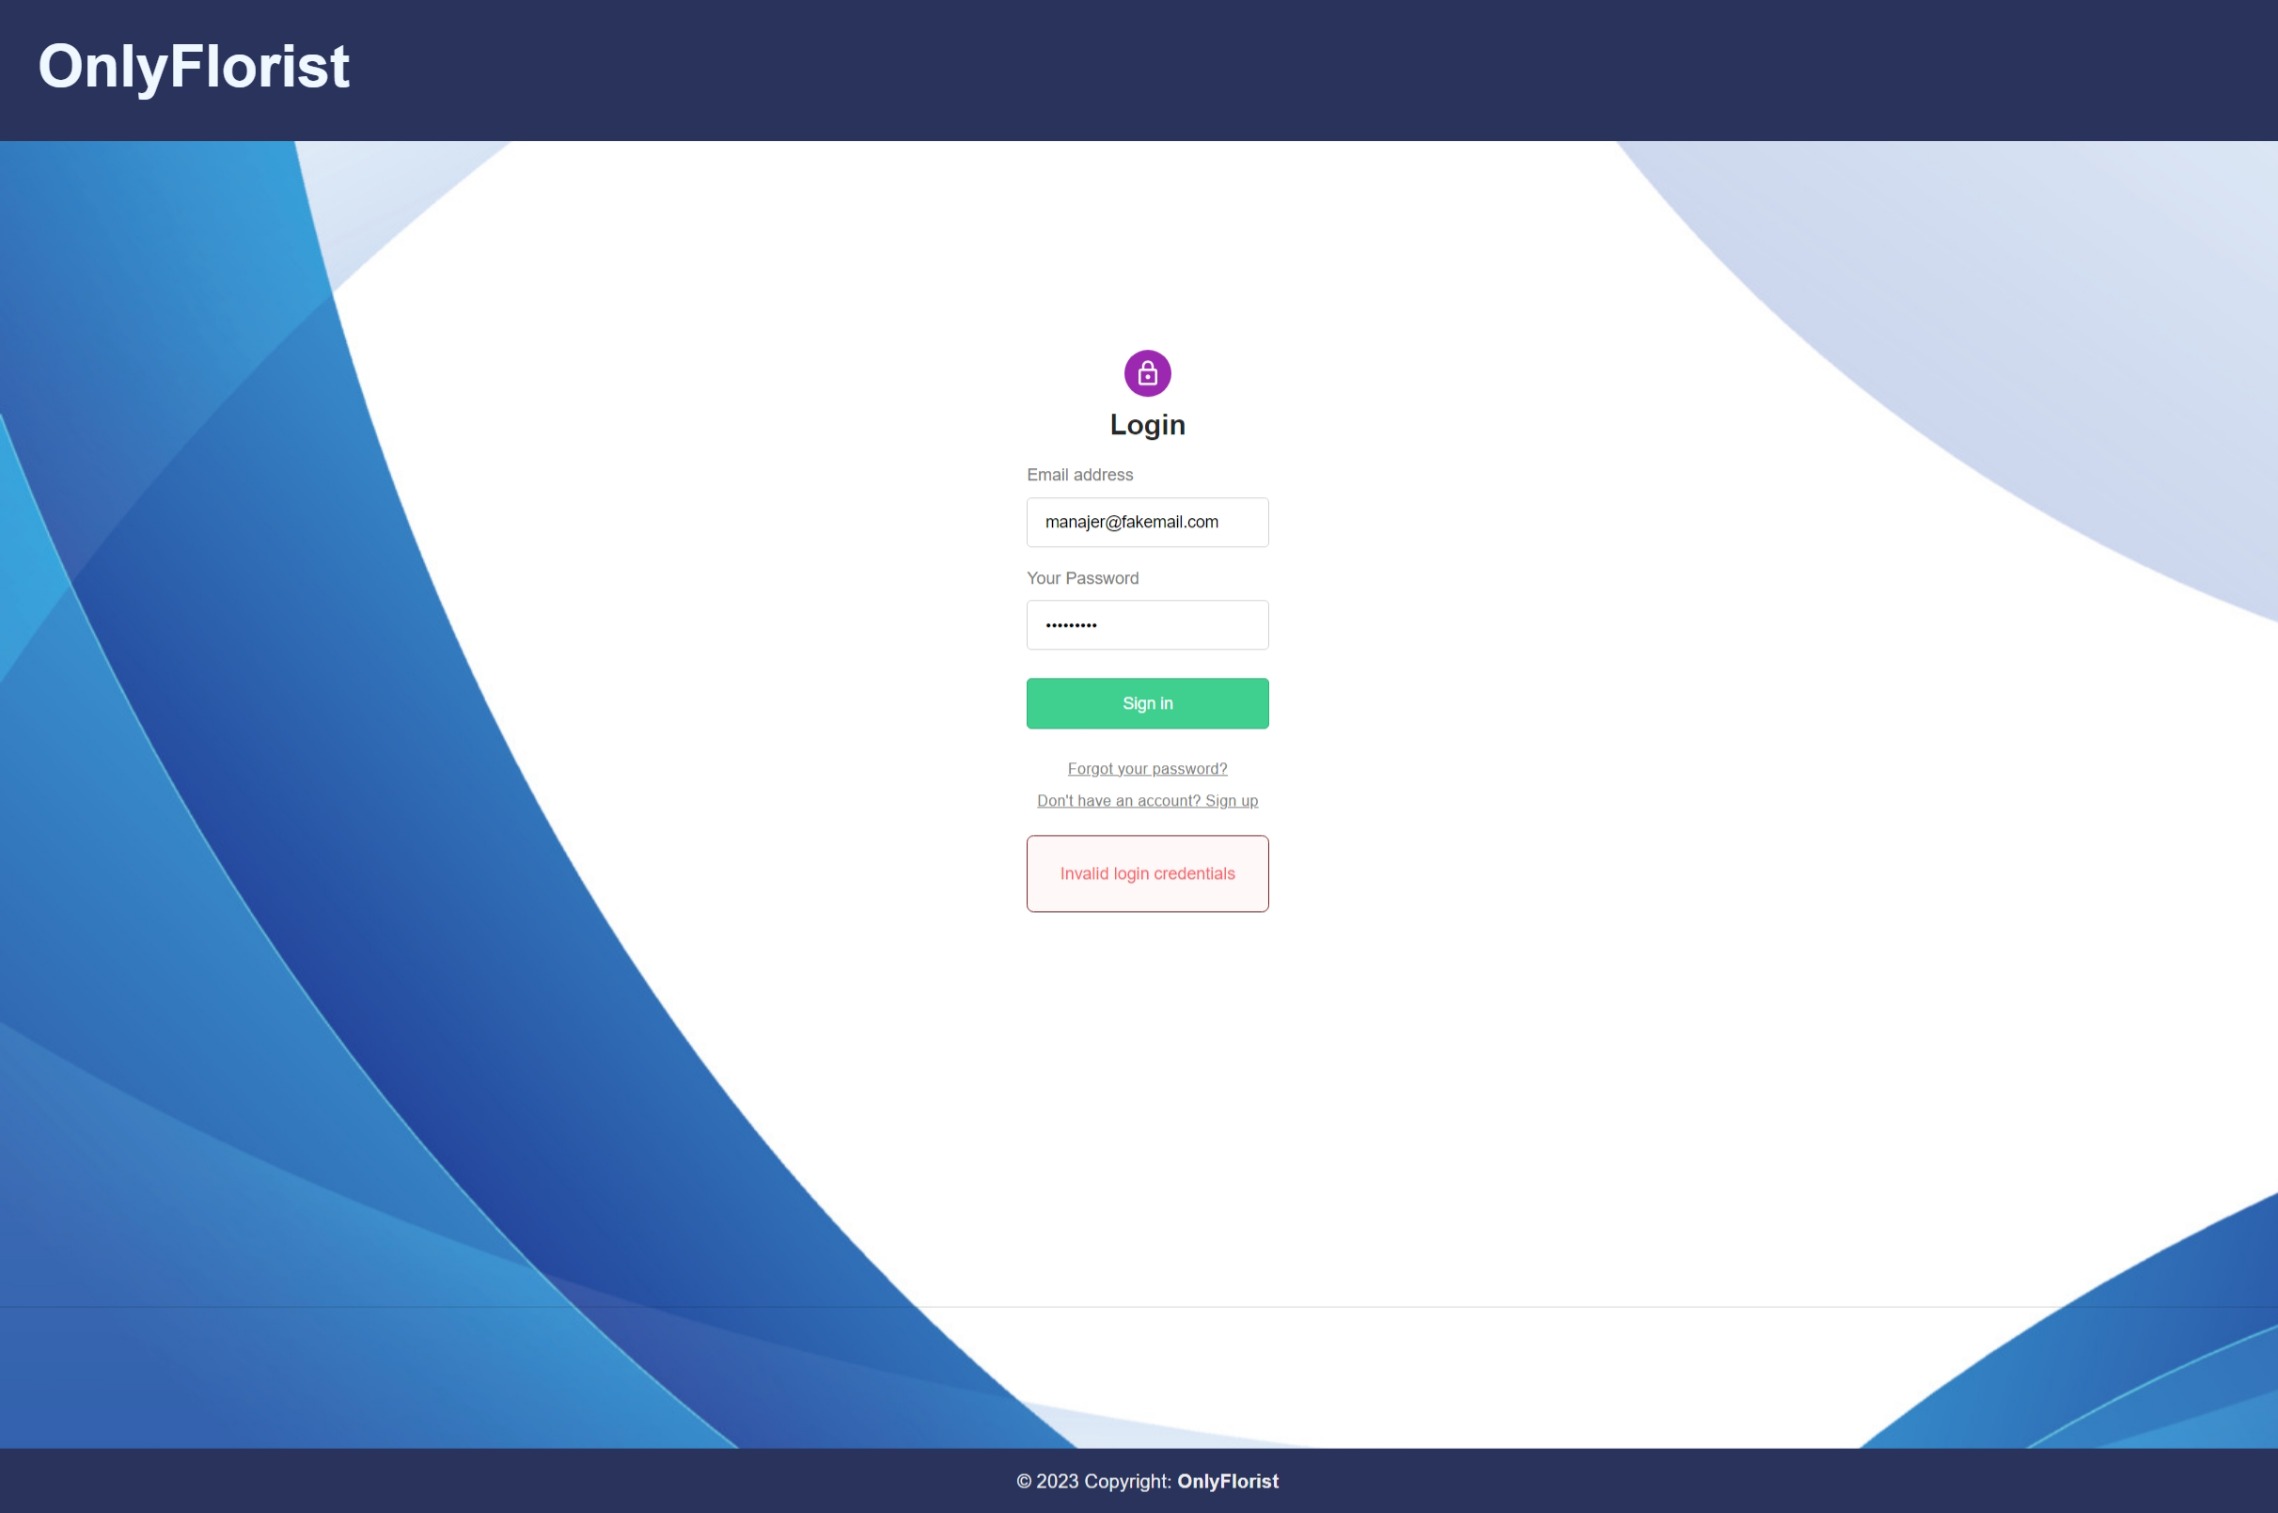 OnlyFlorist
Login
Email address
manajer@fakemail.com
Your Password
•••••••••
Sign in
Forgot your password?
Don't have an account? Sign up
Invalid login credentials
© 2023 Copyright: OnlyFlorist